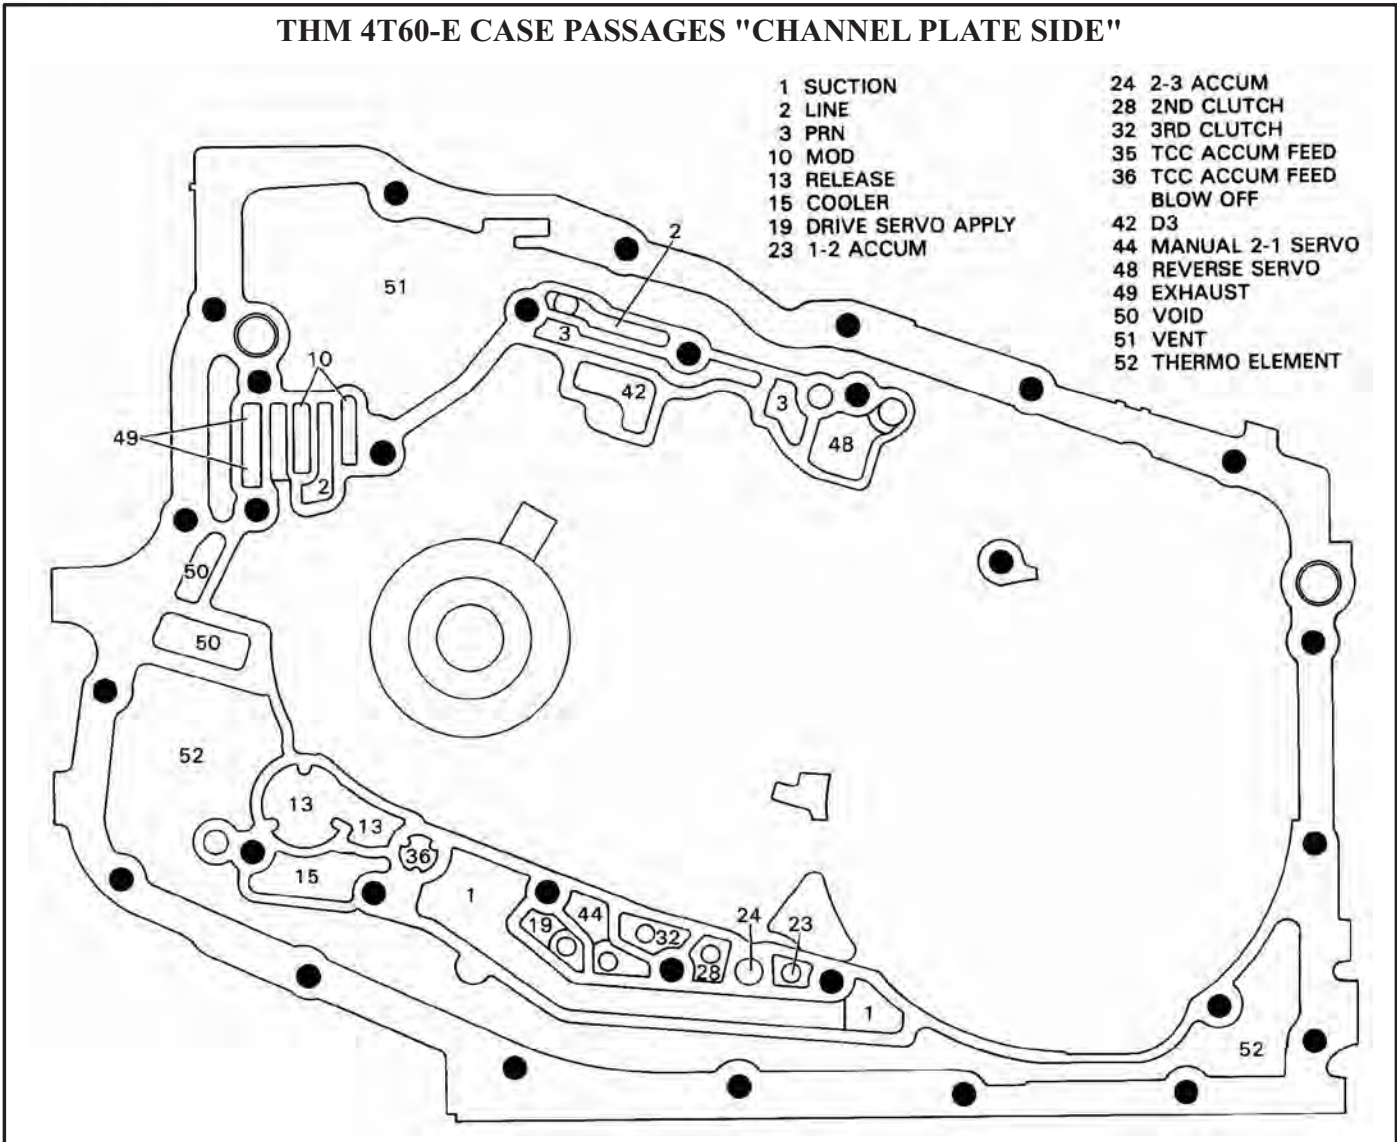 THM 4T60-E CASE PASSAGES "CHANNEL PLATE SIDE"
1 SUCTION
2 LINE
3 PRN
10 MOD
13 RELEASE
15 COOLER
19 DRIVE SERVO APPLY
23 1-2 ACCUM
24 2-3 ACCUM
28 2ND CLUTCH
32 3RD CLUTCH
35 TCC ACCUM FEED
36 TCC ACCUM FEED
BLOW OFF
42 D3
44 MANUAL 2-1 SERVO
48 REVERSE SERVO
49 EXHAUST
50 VOID
51 VENT
52 THERMO ELEMENT
2
51
3
10
42
3
49
48
2
50
50
52
13
13
36
15
1
44
24
23
19
32
28
1
52